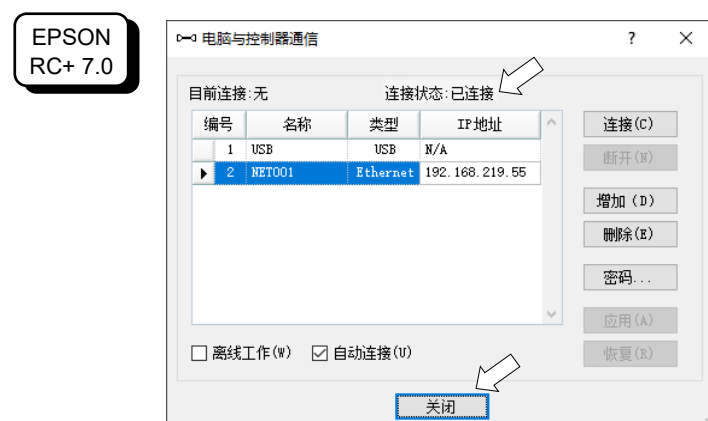 EPSON
RC+ 7.0
电脑与控制器通信
?
目前连接:无
连接状态:已连接
编号 名称 类型 IP地址
1 USB USB N/A
2 NET001 Ethernet 192.168.219.55
连接(C)
断开(N)
增加 (D)
删除(E)
密码...
应用(A)
恢复(R)
离线工作(W) 自动连接(U)
关闭